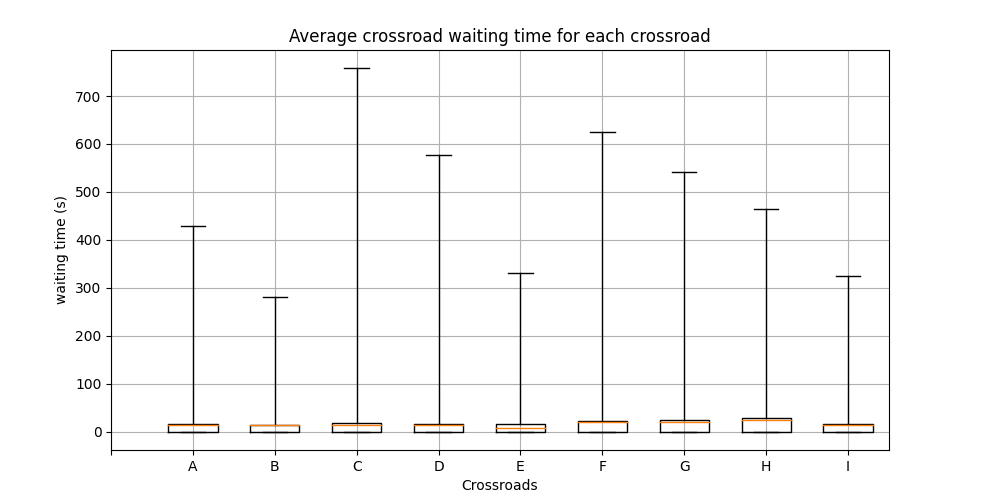 Average crossroad waiting time for each crossroad
700
600
500
400
300
200
100
0
waiting time (s)
A B C D E F G H I
Crossroads